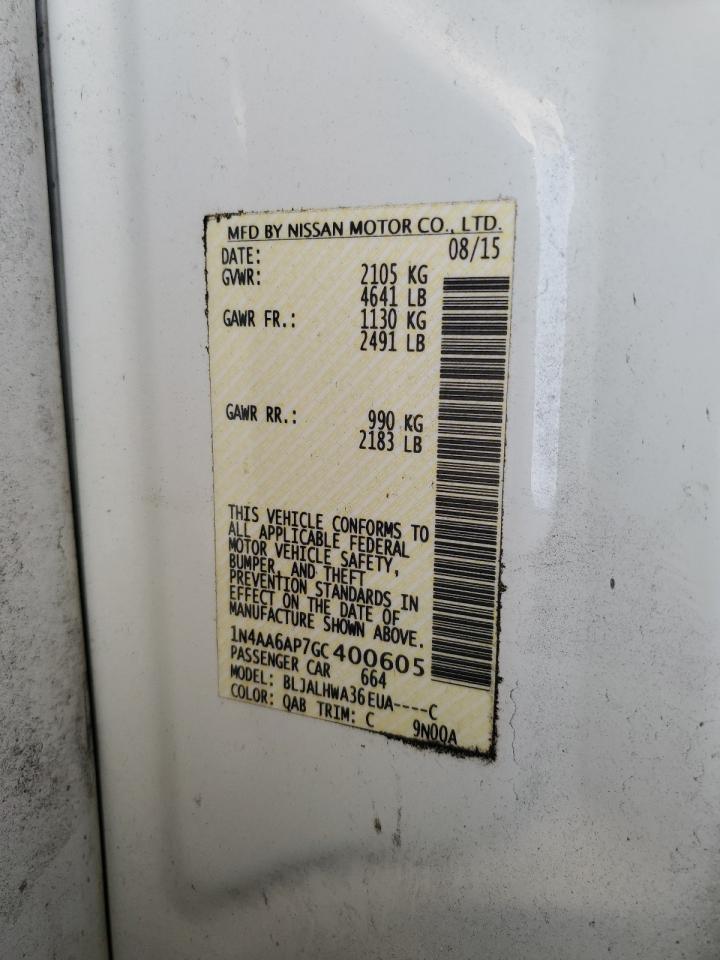 MFD BY NISSAN MOTOR CO., LTD.
DATE: 08/15
GVWR: 2105 KG
4641 LB
GAWR FR.: 1130 KG
2491 LB
GAWR RR.: 990 KG
2183 LB
THIS VEHICLE CONFORMS TO
ALL APPLICABLE FEDERAL
MOTOR VEHICLE SAFETY,
BUMPER, AND THEFT
PREVENTION STANDARDS IN
EFFECT ON THE DATE OF
MANUFACTURE SHOWN ABOVE.
1N4AA6AP7GC400605
PASSENGER CAR 664
MODEL: BLJALHWA36EUA----C
COLOR: QAB TRIM: C 9N00A